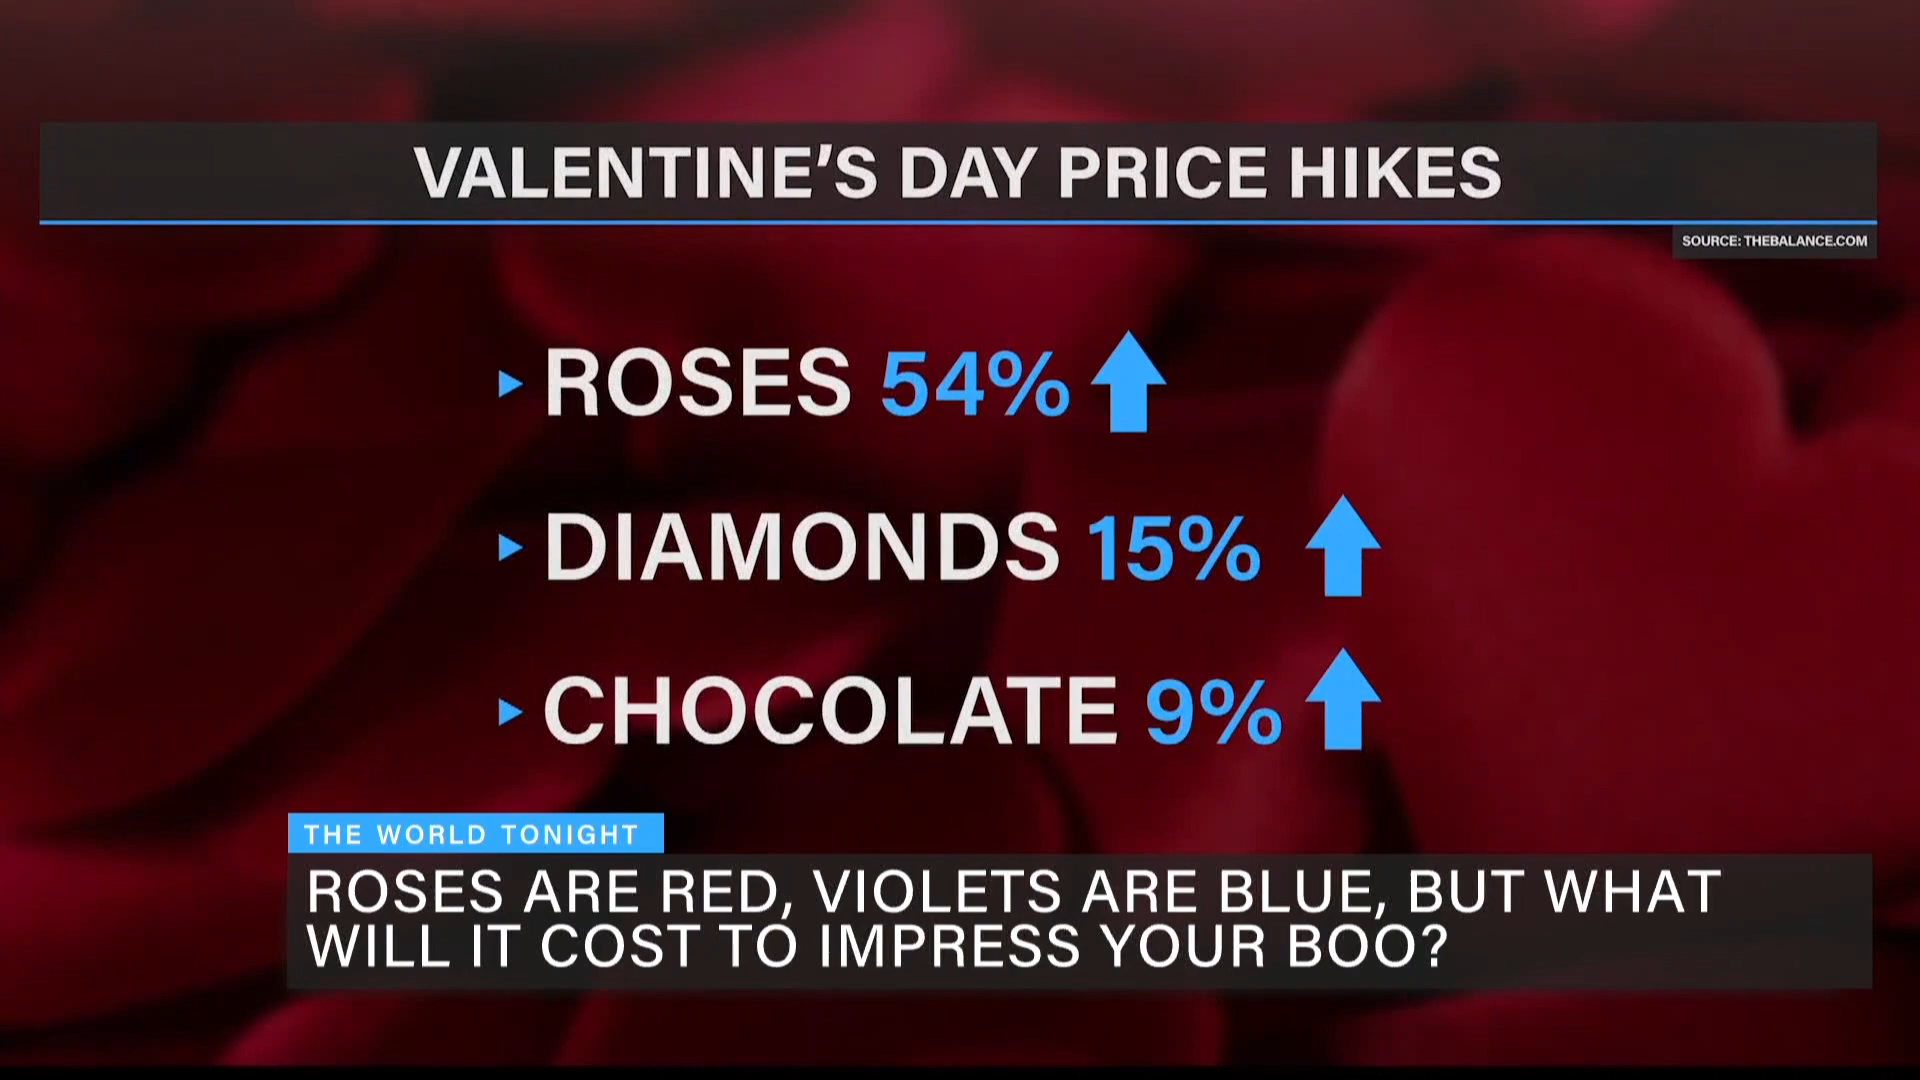 VALENTINE’S DAY PRICE HIKES
SOURCE: THEBALANCE.COM
ROSES 54%
DIAMONDS 15%
CHOCOLATE 9%
THE WORLD TONIGHT
ROSES ARE RED, VIOLETS ARE BLUE, BUT WHAT
WILL IT COST TO IMPRESS YOUR BOO?